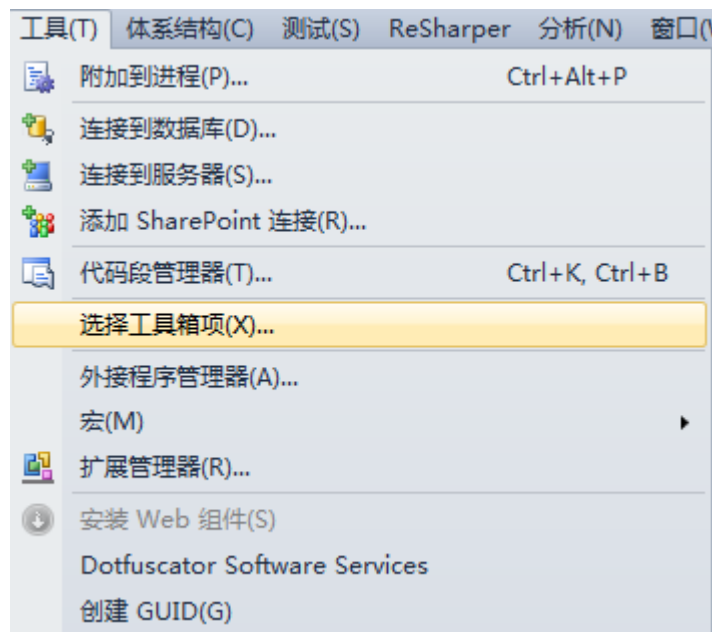 工具(T) 体系结构(C) 测试(S) ReSharper 分析(N) 窗口(
附加到进程(P)... Ctrl+Alt+P
连接到数据库(D)...
连接到服务器(S)...
添加 SharePoint 连接(R)...
代码段管理器(T)... Ctrl+K, Ctrl+B
选择工具箱项(X)...
外接程序管理器(A)...
宏(M)
扩展管理器(R)...
安装 Web 组件(S)
Dotfuscator Software Services
创建 GUID(G)